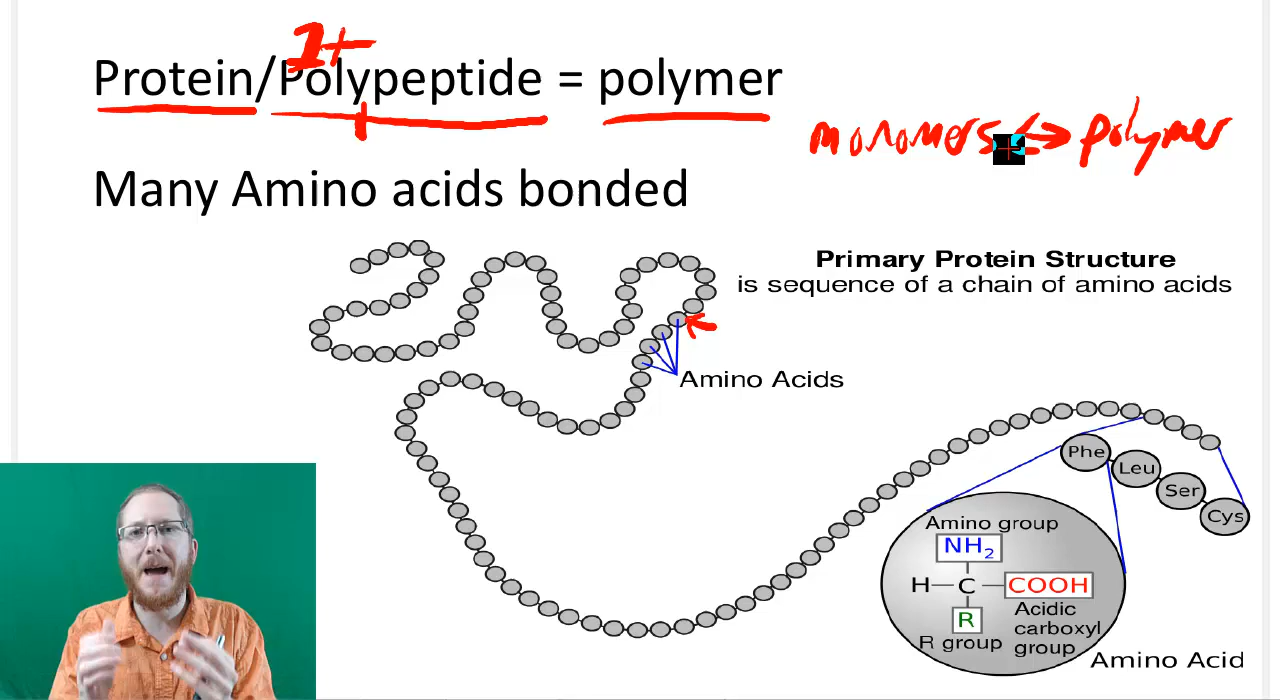 1+
Protein/Polypeptide = polymer
monomers ↔ polymer
Many Amino acids bonded
Primary Protein Structure
is sequence of a chain of amino acids
Amino Acids
Phe
Leu
Ser
Cys
Amino group
NH₂
H—C—COOH
R
R group
Acidic
carboxyl
group
Amino Acid